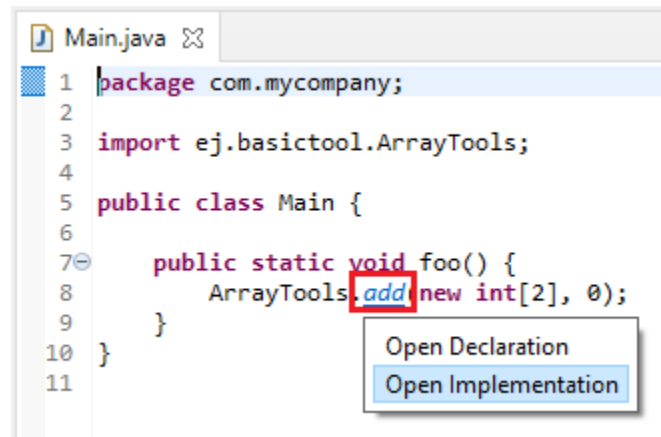 Main.java
1 package com.mycompany;
2
3 import ej.basictool.ArrayTools;
4
5 public class Main {
6
7 public static void foo() {
8 ArrayTools.add(new int[2], 0);
9 }
10 }
11
Open Declaration
Open Implementation